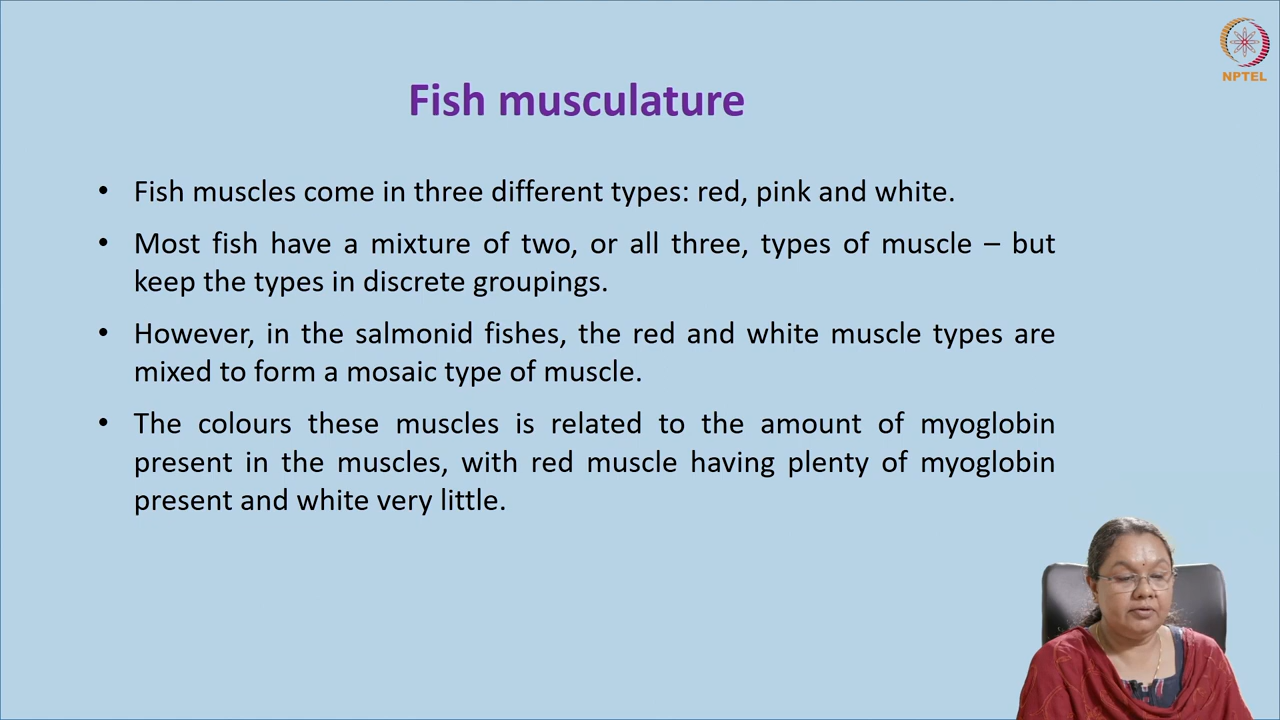 NPTEL
Fish musculature
• Fish muscles come in three different types: red, pink and white.
• Most fish have a mixture of two, or all three, types of muscle – but
keep the types in discrete groupings.
• However, in the salmonid fishes, the red and white muscle types are
mixed to form a mosaic type of muscle.
• The colours these muscles is related to the amount of myoglobin
present in the muscles, with red muscle having plenty of myoglobin
present and white very little.